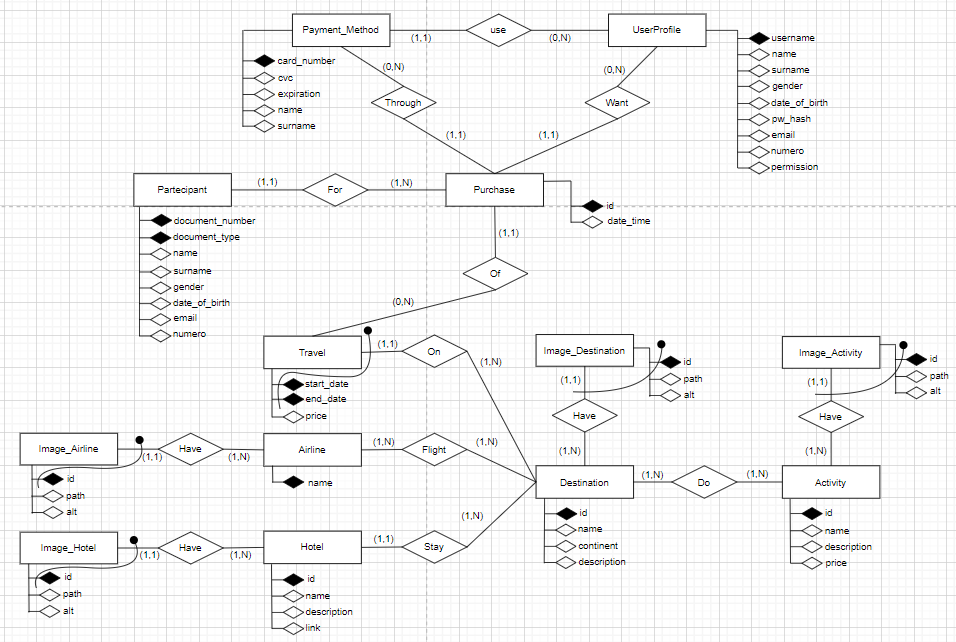 Payment_Method
(1,1)
use
(0,N)
UserProfile
card_number
cvc
expiration
name
surname
username
name
surname
gender
date_of_birth
pw_hash
email
numero
permission
(0,N)
Through
(1,1)
(0,N)
Want
(1,1)
Partecipant
(1,1)
For
(1,N)
Purchase
id
date_time
document_number
document_type
name
surname
gender
date_of_birth
email
numero
(1,1)
Of
(0,N)
Travel
(1,1)
On
(1,N)
start_date
end_date
price
Image_Destination
id
path
alt
(1,1)
Have
(1,N)
Image_Activity
id
path
alt
(1,1)
Have
(1,N)
Image_Airline
(1,1)
Have
(1,N)
Airline
(1,N)
Flight
(1,N)
id
path
alt
name
Destination
(1,N)
Do
(1,N)
Activity
id
name
continent
description
id
name
description
price
Image_Hotel
(1,1)
Have
(1,N)
Hotel
(1,1)
Stay
(1,N)
id
path
alt
id
name
description
link